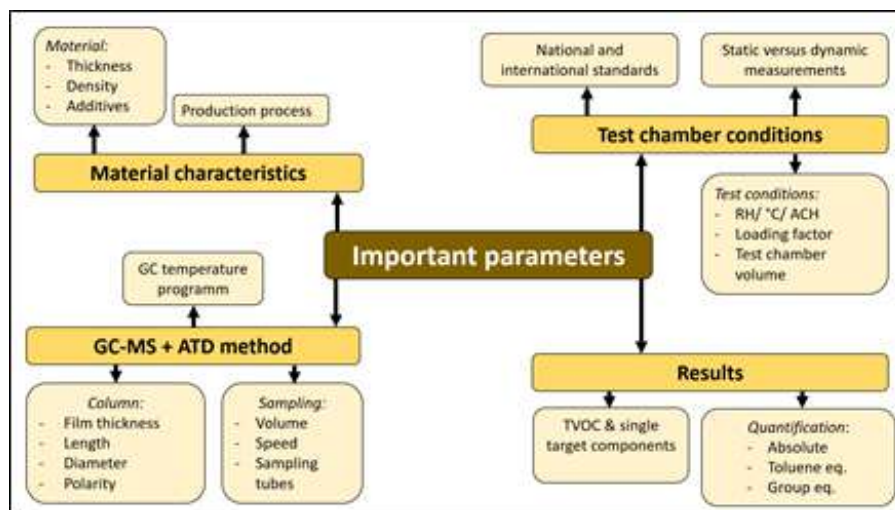 Material:
- Thickness
- Density
- Additives
Production process
Material characteristics
National and
international standards
Static versus dynamic
measurements
Test chamber conditions
Test conditions:
- RH/ °C/ ACH
- Loading factor
- Test chamber
volume
Important parameters
GC temperature
programm
GC-MS + ATD method
Column:
- Film thickness
- Length
- Diameter
- Polarity
Sampling:
- Volume
- Speed
- Sampling
tubes
Results
TVOC & single
target components
Quantification:
- Absolute
- Toluene eq.
- Group eq.